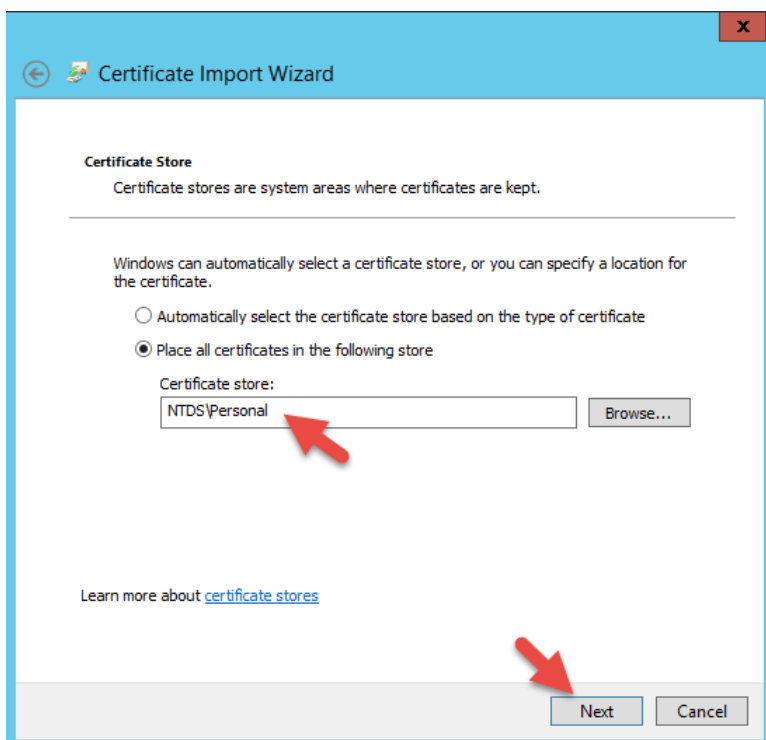 x
Certificate Import Wizard
Certificate Store
Certificate stores are system areas where certificates are kept.
Windows can automatically select a certificate store, or you can specify a location for
the certificate.
Automatically select the certificate store based on the type of certificate
Place all certificates in the following store
Certificate store:
NTDS\Personal
Browse...
Learn more about certificate stores
Next
Cancel